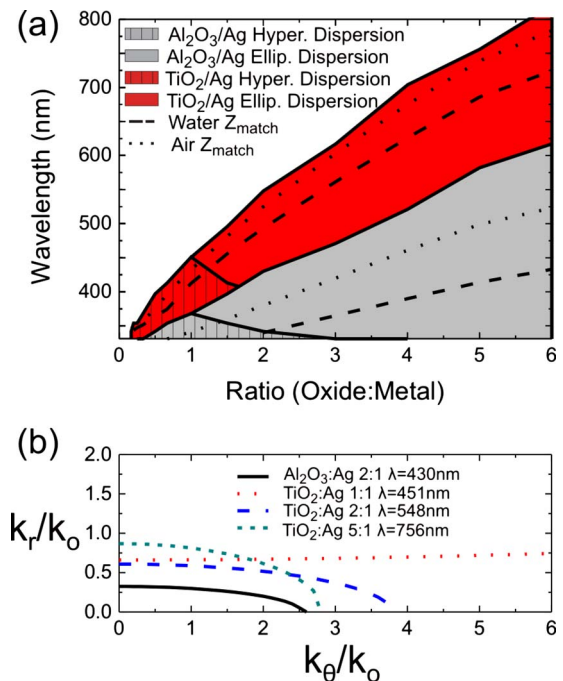 (a)
Al₂O₃/Ag Hyper. Dispersion
Al₂O₃/Ag Ellip. Dispersion
TiO₂/Ag Hyper. Dispersion
TiO₂/Ag Ellip. Dispersion
Water Z_match
Air Z_match
800
700
600
500
400
Wavelength (nm)
0 1 2 3 4 5 6
Ratio (Oxide:Metal)
(b)
Al₂O₃:Ag 2:1 λ=430nm
TiO₂:Ag 1:1 λ=451nm
TiO₂:Ag 2:1 λ=548nm
TiO₂:Ag 5:1 λ=756nm
2.0
1.5
1.0
0.5
0.0
kᵣ/kₒ
0 1 2 3 4 5 6
k_θ/kₒ